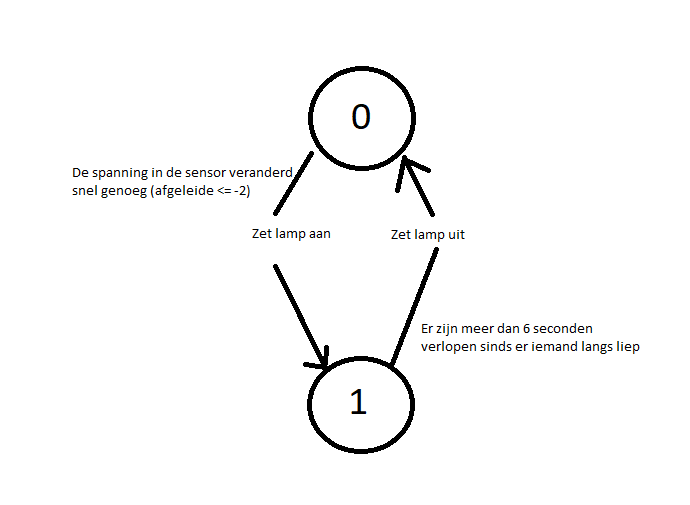 0
De spanning in de sensor veranderd
snel genoeg (afgeleide <= -2)
Zet lamp aan
Zet lamp uit
Er zijn meer dan 6 seconden
verlopen sinds er iemand langs liep
1